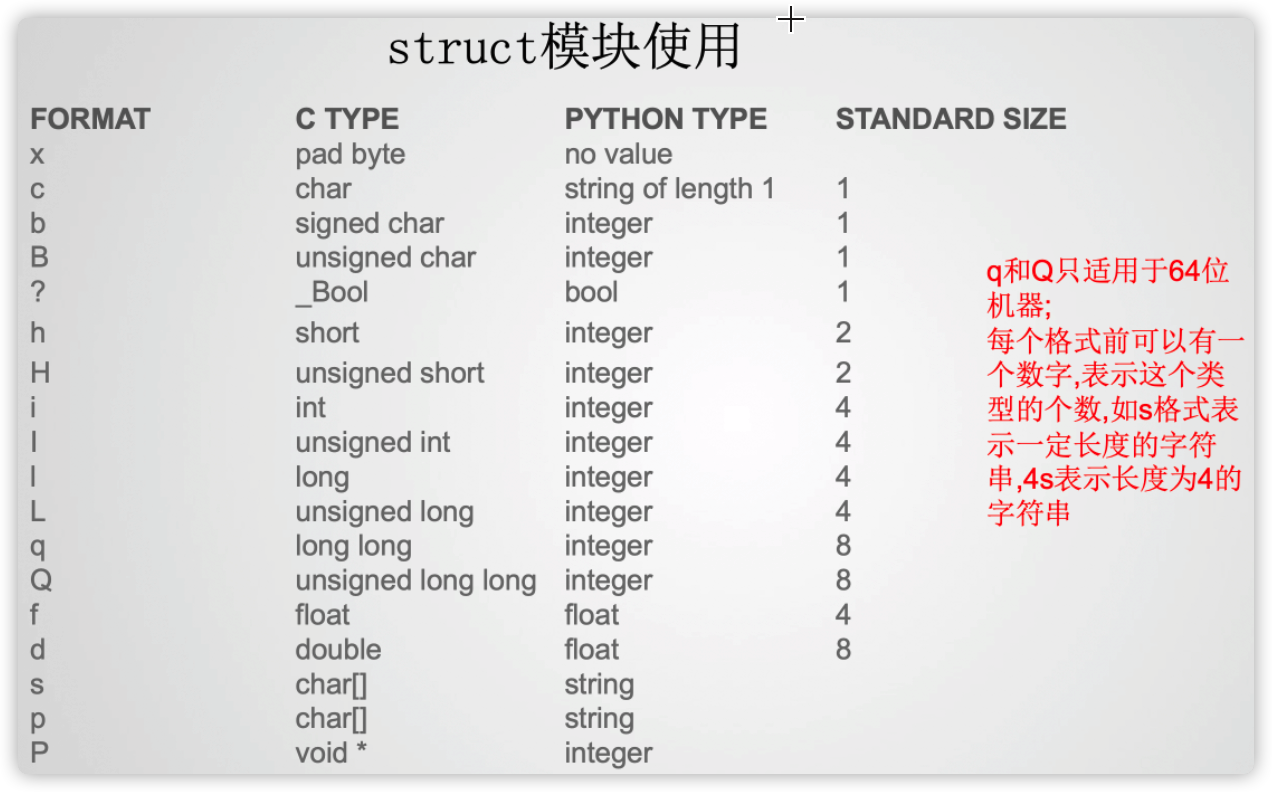 struct模块使用
FORMAT C TYPE PYTHON TYPE STANDARD SIZE
x pad byte no value
c char string of length 1 1
b signed char integer 1
B unsigned char integer 1
? _Bool bool 1
h short integer 2
H unsigned short integer 2
i int integer 4
I unsigned int integer 4
l long integer 4
L unsigned long integer 4
q long long integer 8
Q unsigned long long integer 8
f float float 4
d double float 8
s char[] string
p char[] string
P void * integer
q和Q只适用于64位
机器;
每个格式前可以有一
个数字,表示这个类
型的个数,如s格式表
示一定长度的字符
串,4s表示长度为4的
字符串